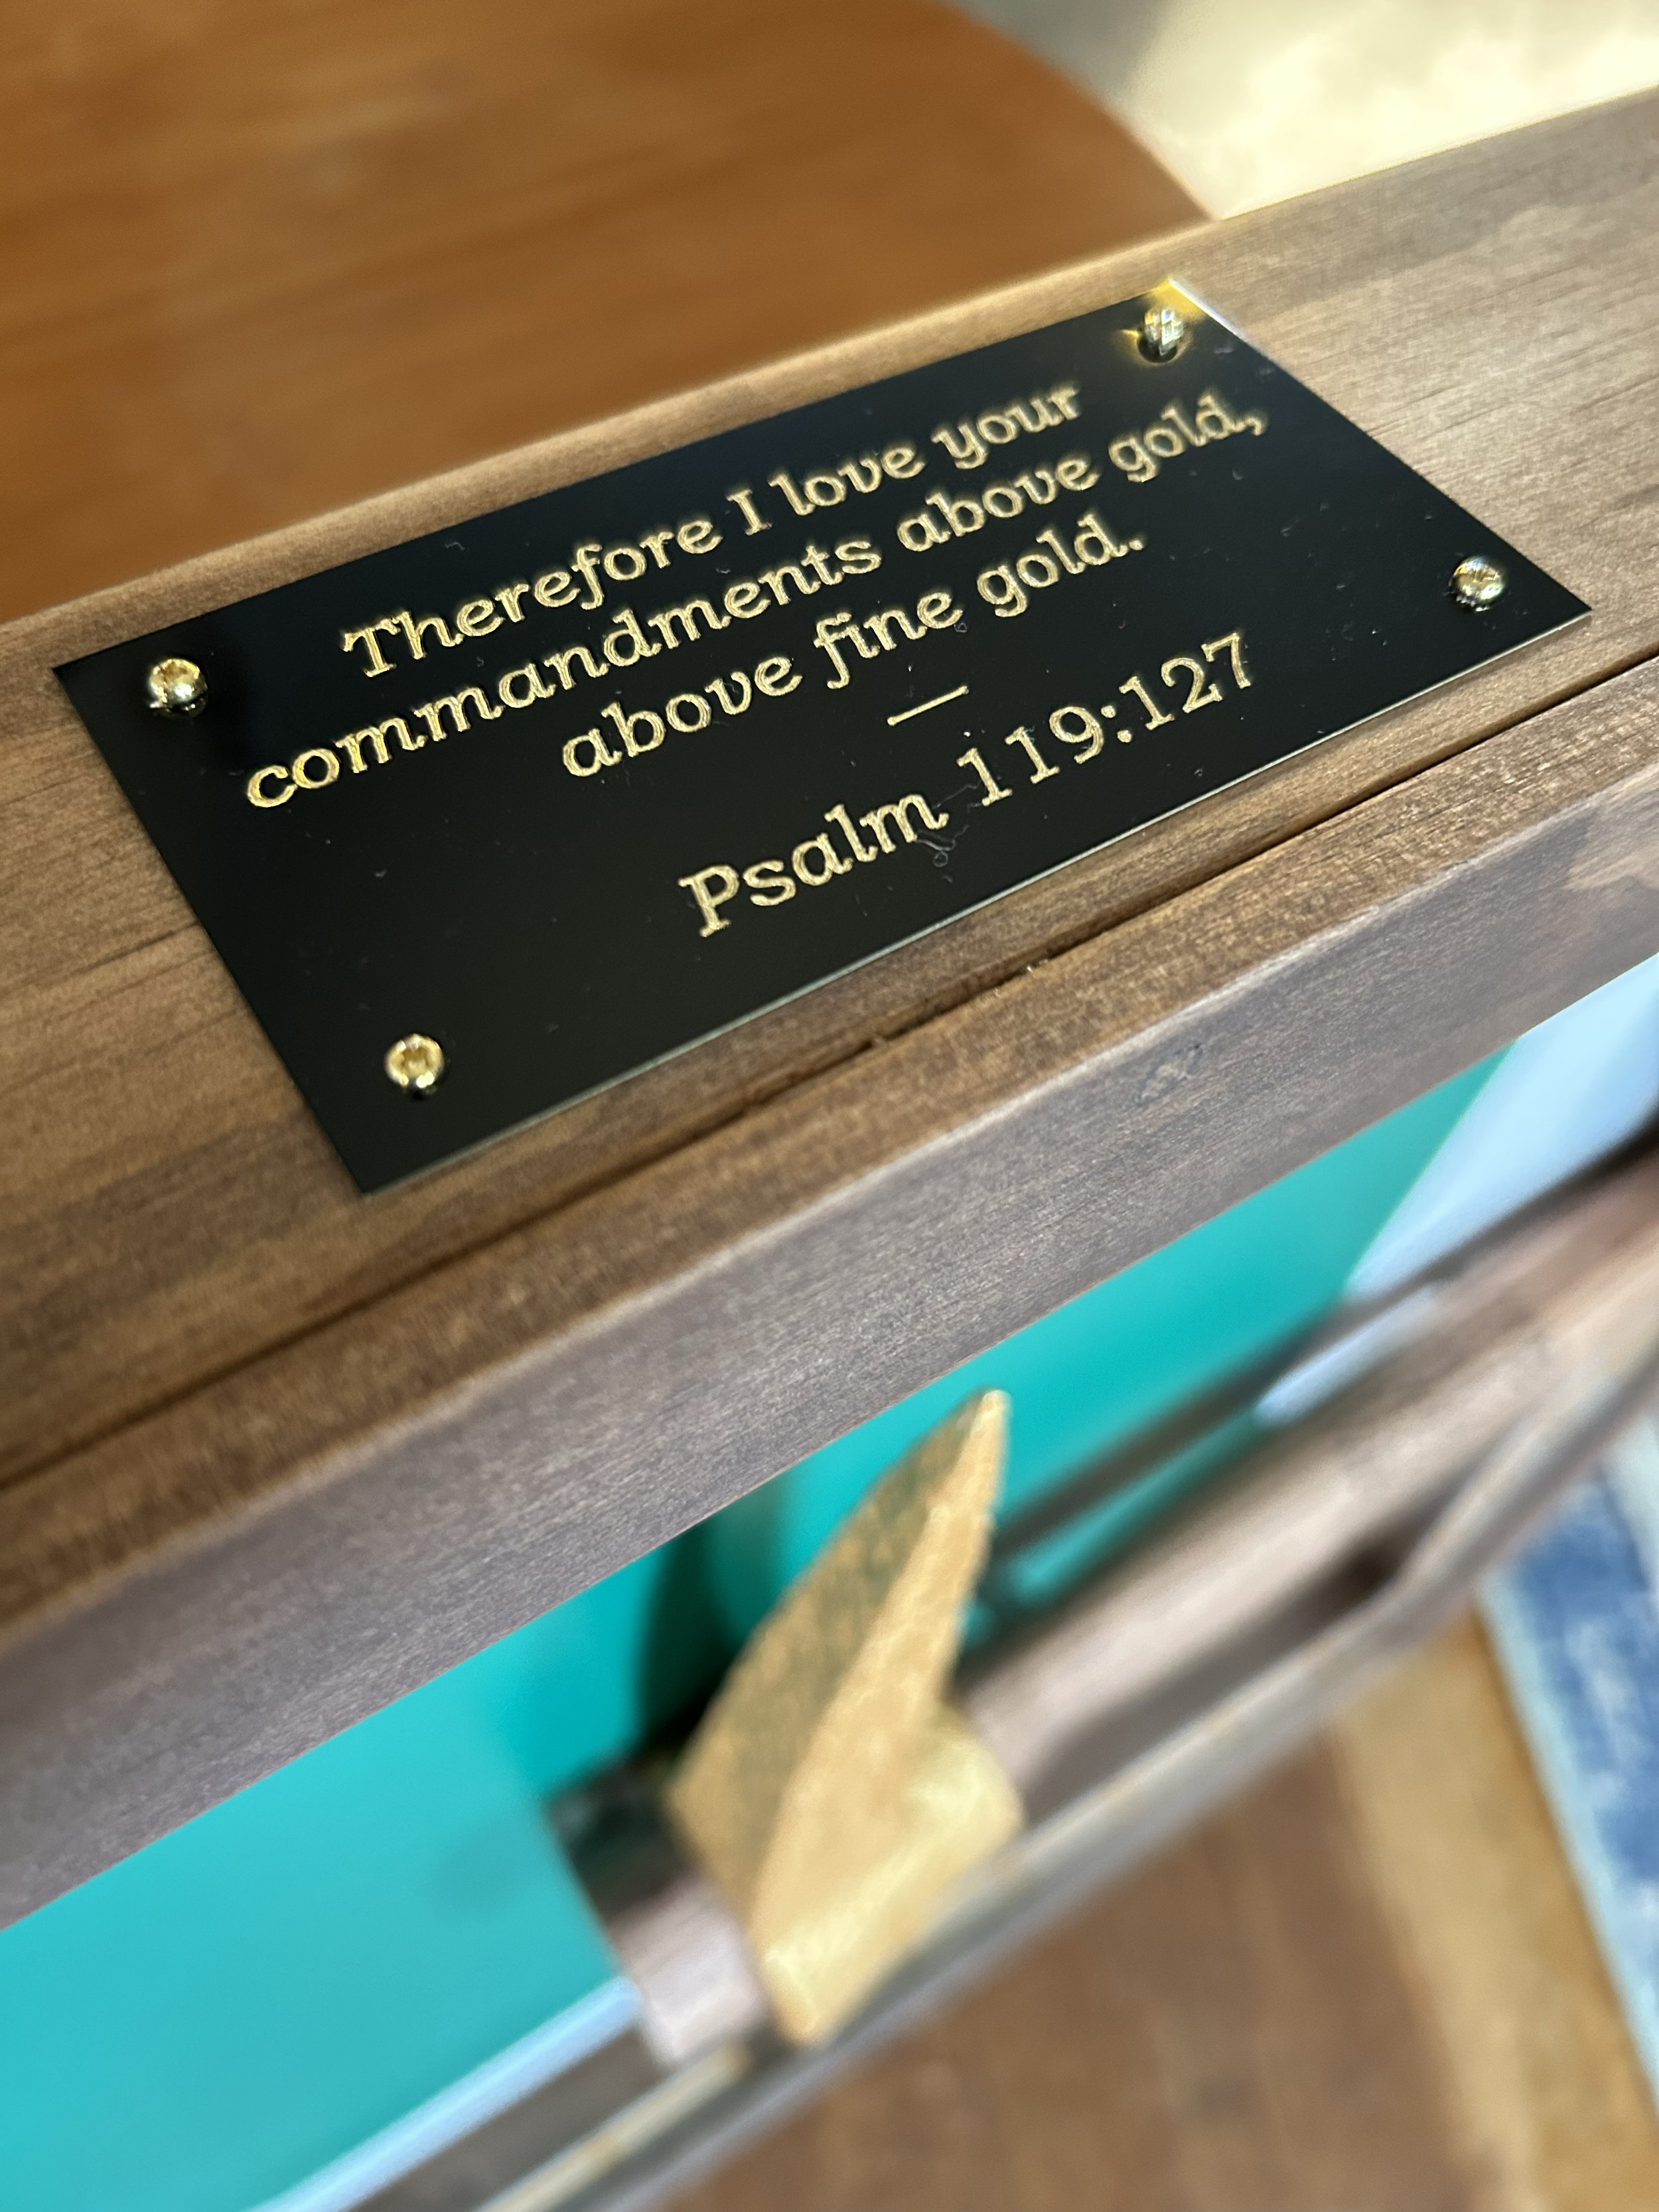 Therefore I love your
commandments above gold,
above fine gold.
—
Psalm 119:127